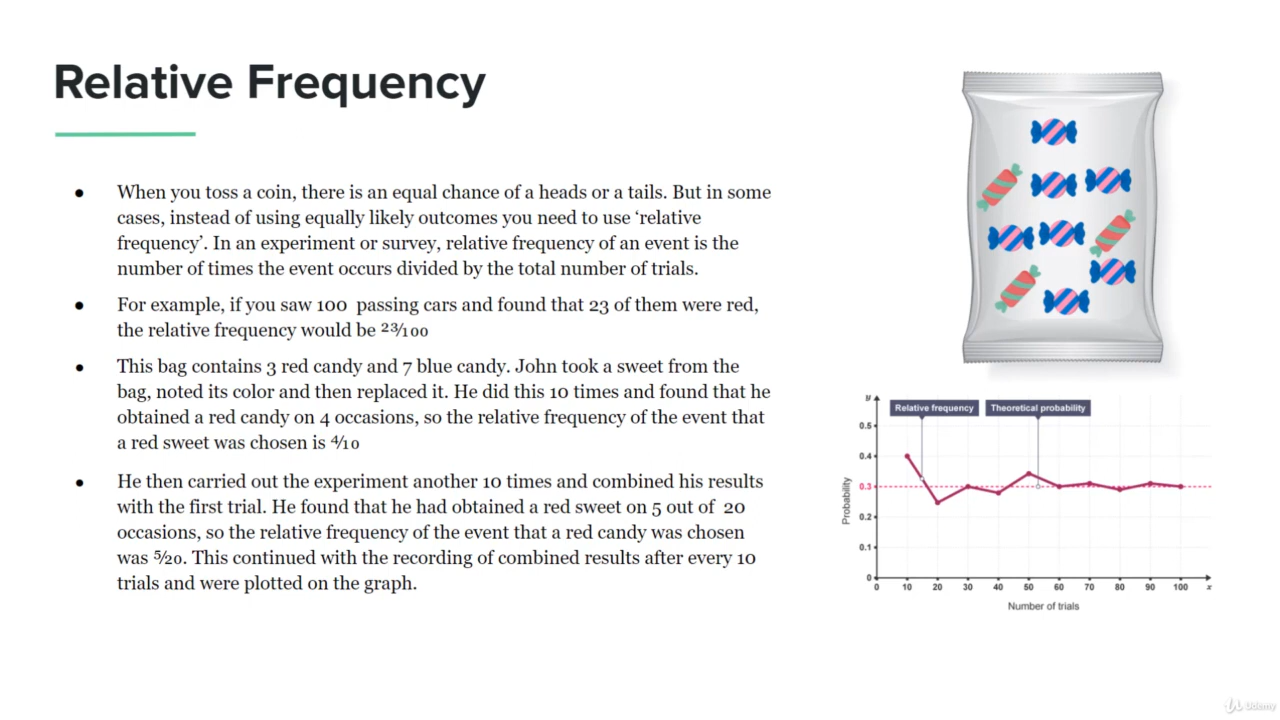 Relative Frequency
● When you toss a coin, there is an equal chance of a heads or a tails. But in some
cases, instead of using equally likely outcomes you need to use ‘relative
frequency’. In an experiment or survey, relative frequency of an event is the
number of times the event occurs divided by the total number of trials.
● For example, if you saw 100  passing cars and found that 23 of them were red,
the relative frequency would be ²³⁄₁₀₀
● This bag contains 3 red candy and 7 blue candy. John took a sweet from the
bag, noted its color and then replaced it. He did this 10 times and found that he
obtained a red candy on 4 occasions, so the relative frequency of the event that
a red sweet was chosen is ⁴⁄₁₀
● He then carried out the experiment another 10 times and combined his results
with the first trial. He found that he had obtained a red sweet on 5 out of  20
occasions, so the relative frequency of the event that a red candy was chosen
was ⁵⁄₂₀. This continued with the recording of combined results after every 10
trials and were plotted on the graph.
y
Relative frequency Theoretical probability
0.5
0.4
0.3
0.2
0.1
0
Probability
0 10 20 30 40 50 60 70 80 90 100 x
Number of trials
Udemy